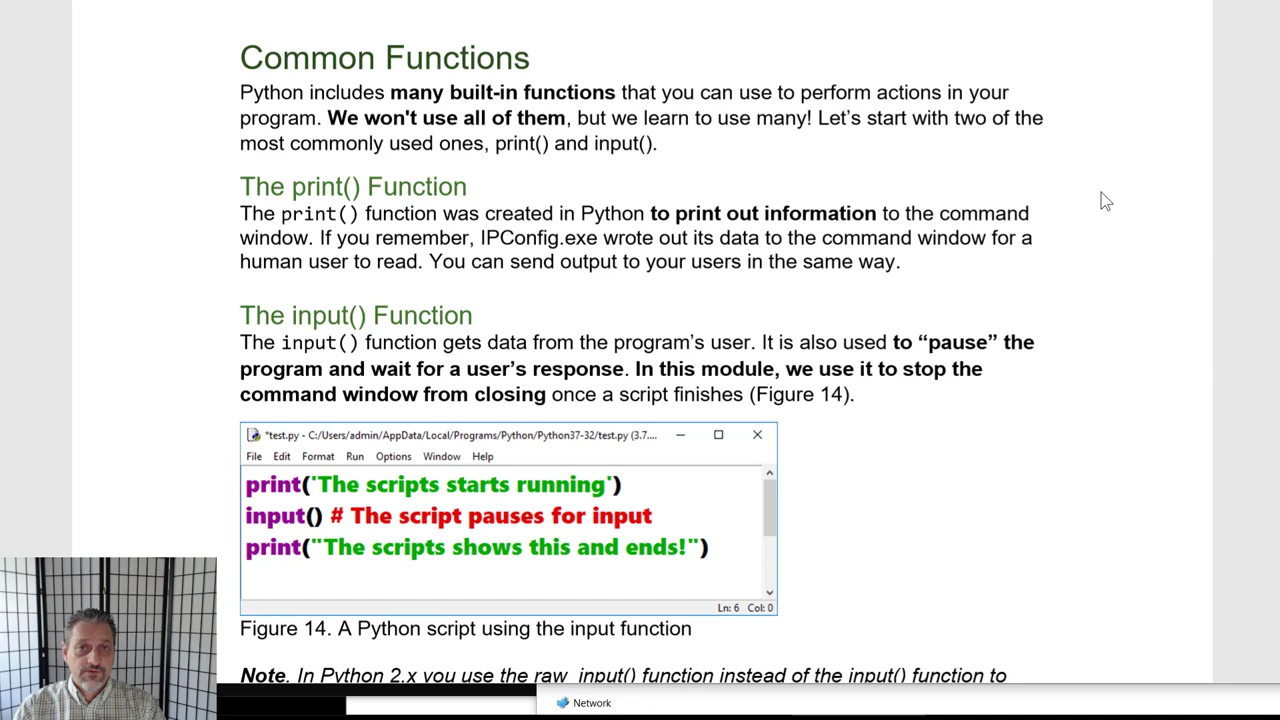 Common Functions
Python includes many built-in functions that you can use to perform actions in your
program. We won't use all of them, but we learn to use many! Let’s start with two of the
most commonly used ones, print() and input().
The print() Function
The print() function was created in Python to print out information to the command
window. If you remember, IPConfig.exe wrote out its data to the command window for a
human user to read. You can send output to your users in the same way.
The input() Function
The input() function gets data from the program’s user. It is also used to “pause” the
program and wait for a user’s response. In this module, we use it to stop the
command window from closing once a script finishes (Figure 14).
*test.py - C:/Users/admin/AppData/Local/Programs/Python/Python37-32/test.py (3.7....
File Edit Format Run Options Window Help
print('The scripts starts running')
input() # The script pauses for input
print("The scripts shows this and ends!")
Ln: 6 Col: 0
Figure 14. A Python script using the input function
Note. In Python 2.x you use the raw_input() function instead of the input() function to
Network